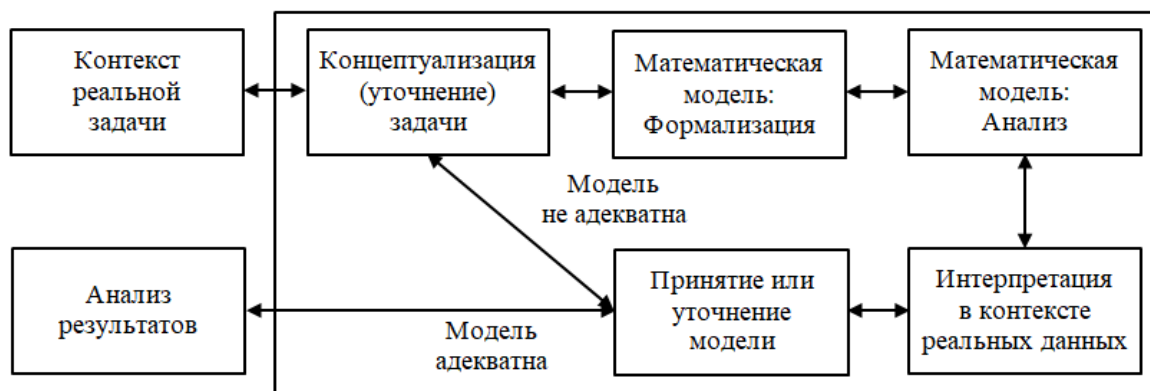 Контекст
реальной
задачи
Концептуализация
(уточнение)
задачи
Математическая
модель:
Формализация
Математическая
модель:
Анализ
Модель
не адекватна
Анализ
результатов
Модель
адекватна
Принятие или
уточнение
модели
Интерпретация
в контексте
реальных данных